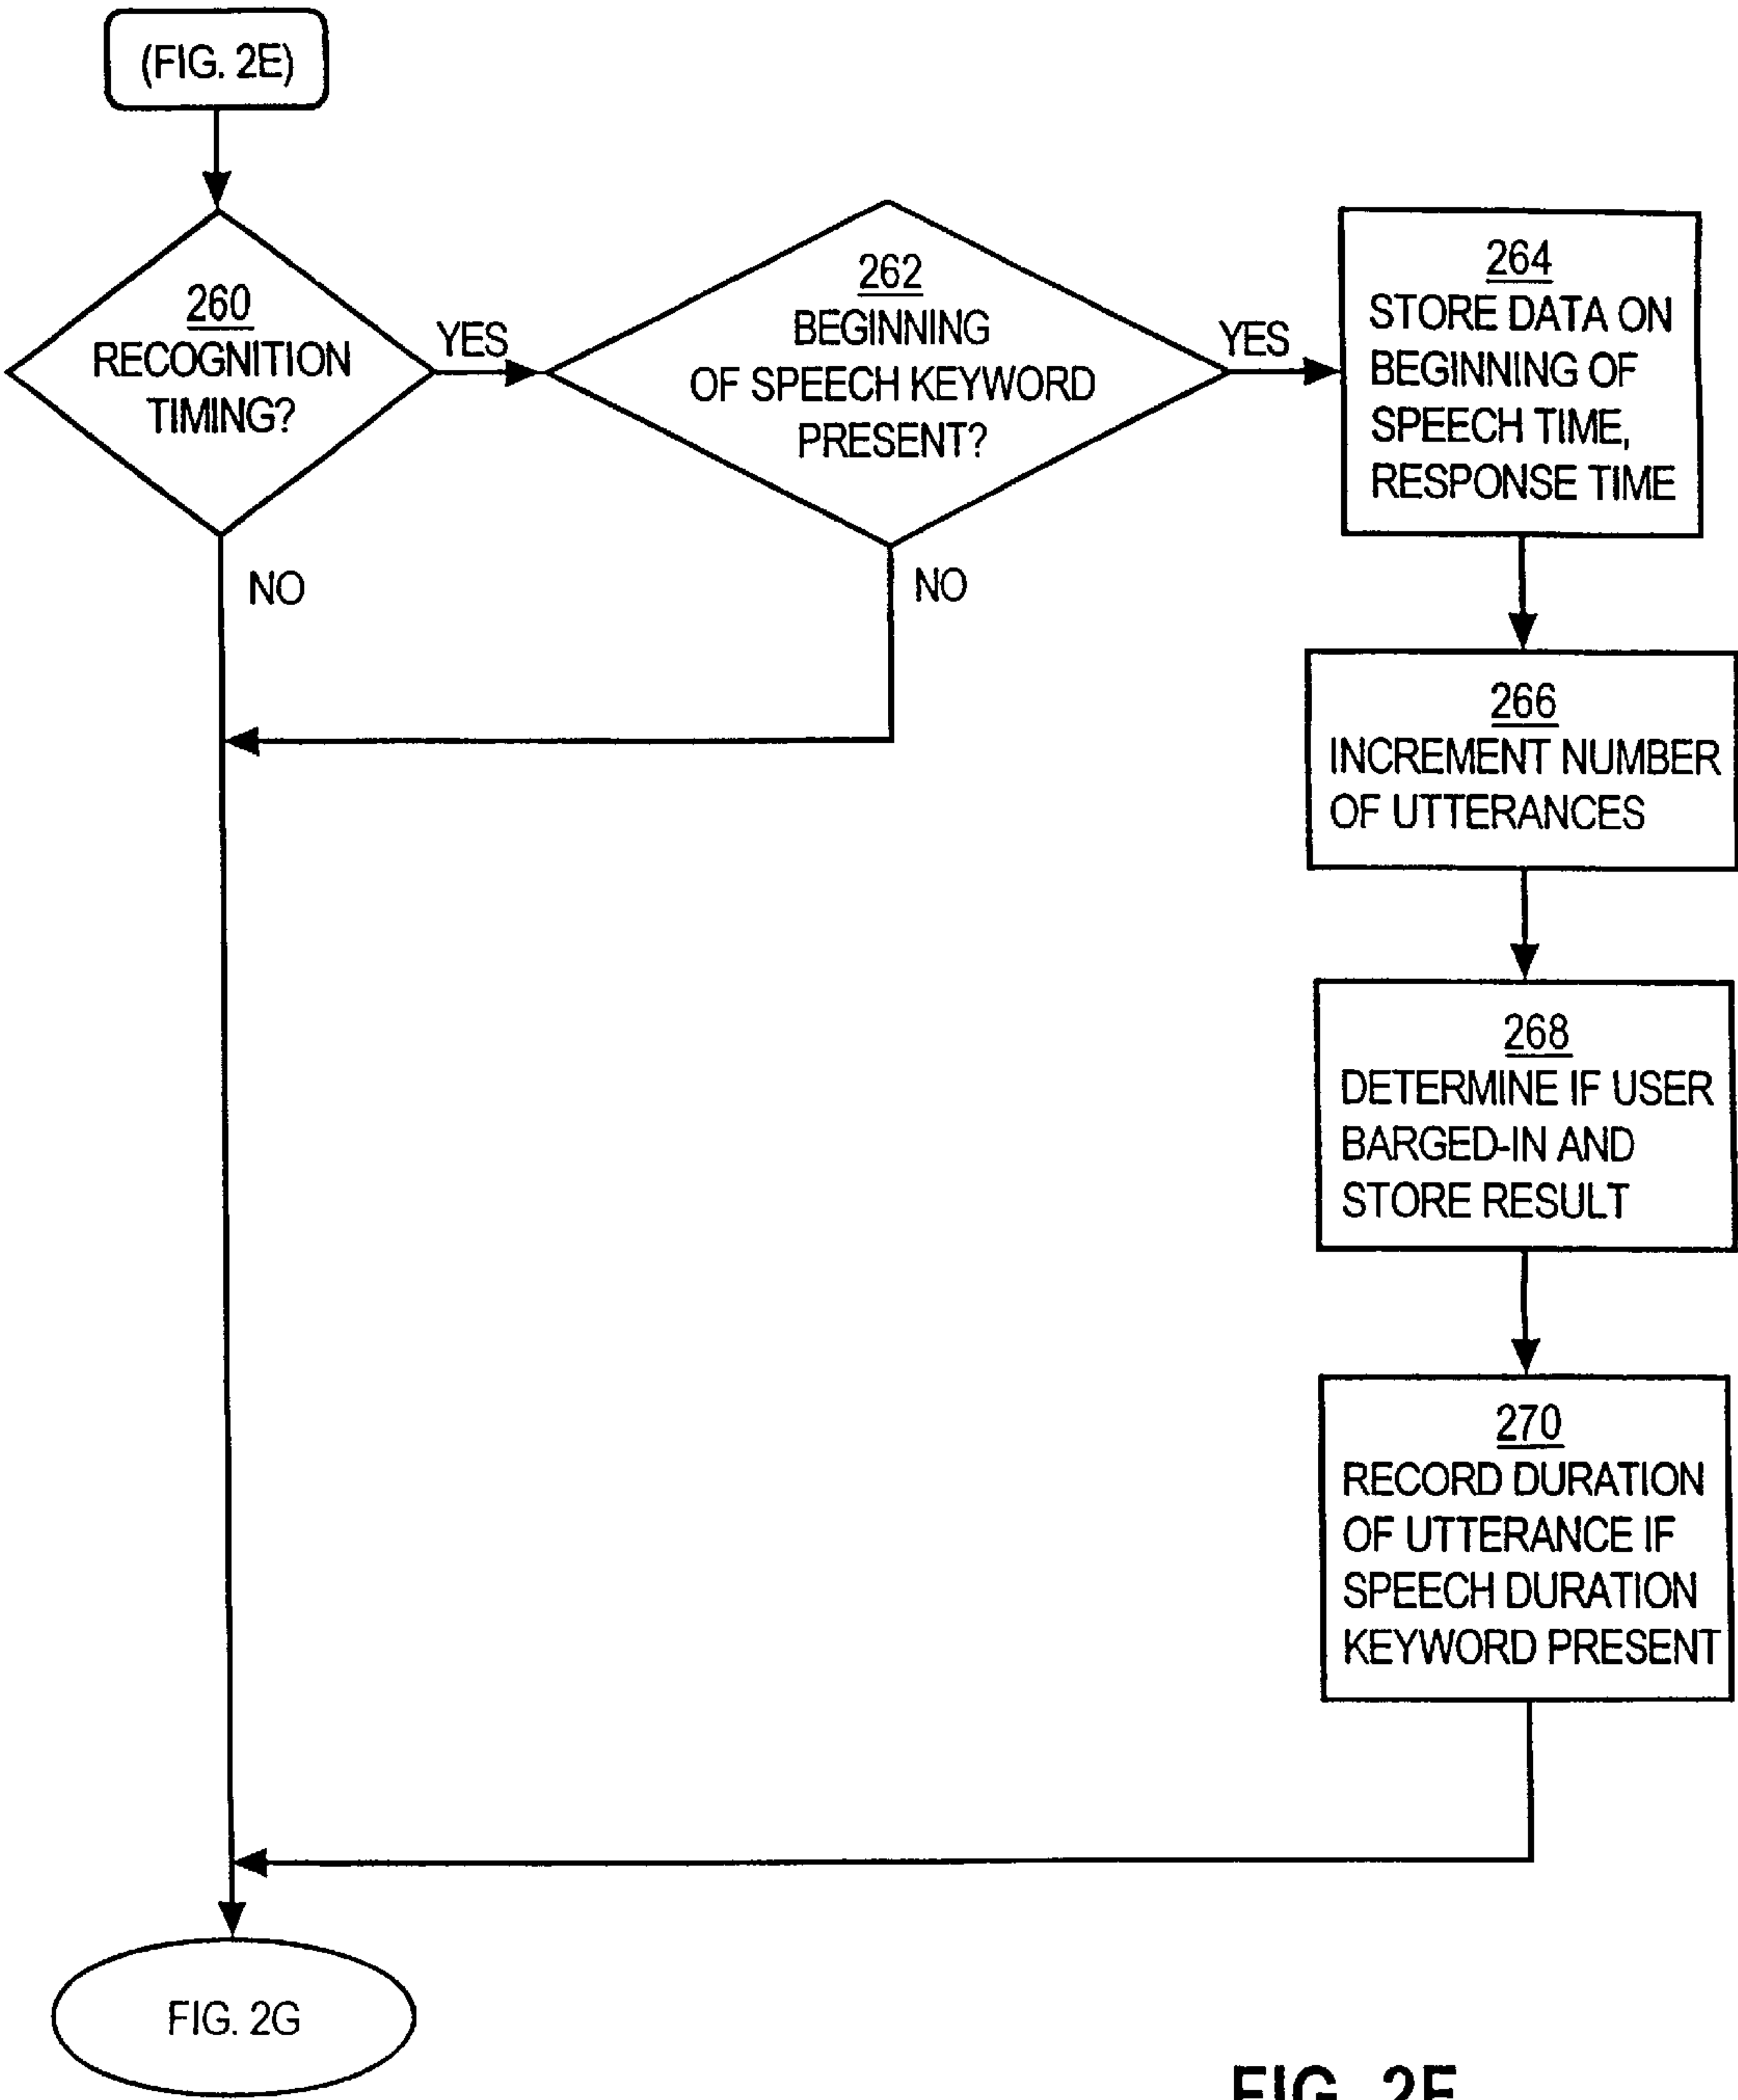 (FIG. 2E)
260
RECOGNITION
TIMING?
YES
NO
262
BEGINNING
OF SPEECH KEYWORD
PRESENT?
YES
NO
264
STORE DATA ON
BEGINNING OF
SPEECH TIME,
RESPONSE TIME
266
INCREMENT NUMBER
OF UTTERANCES
268
DETERMINE IF USER
BARGED-IN AND
STORE RESULT
270
RECORD DURATION
OF UTTERANCE IF
SPEECH DURATION
KEYWORD PRESENT
FIG. 2G
FIG. 2F